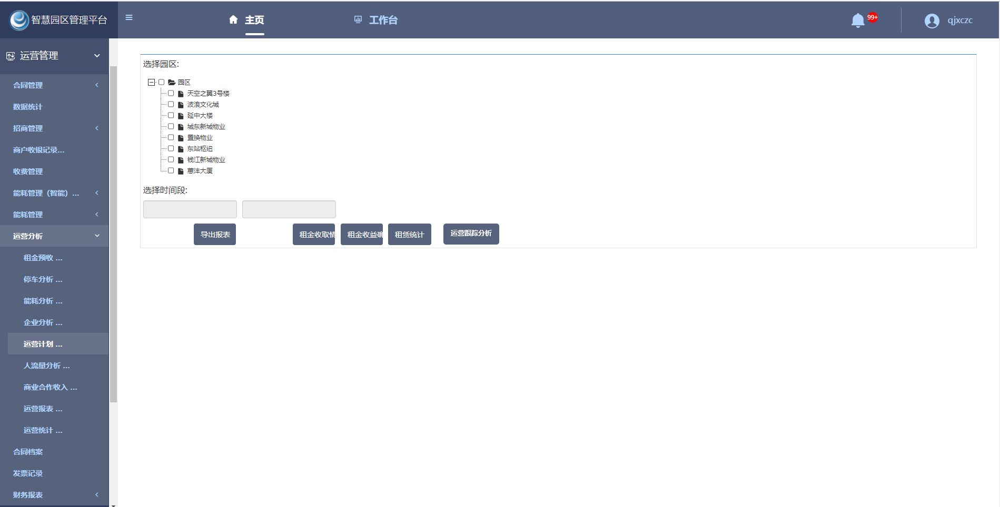 智慧园区管理平台
主页
工作台
99+
qjxczc
运营管理
合同管理
数据统计
招商管理
商户收银记录...
收费管理
能耗管理（智能）...
能耗管理
运营分析
租金预收 ...
停车分析 ...
能耗分析 ...
企业分析 ...
运营计划 ...
人流量分析 ...
商业合作收入 ...
运营报表 ...
运营统计 ...
合同档案
发票记录
财务报表
选择园区:
园区
天空之翼3号楼
波浪文化城
延中大楼
城东新城物业
置换物业
东站枢纽
钱江新城物业
蕙沣大厦
选择时间段:
导出报表
租金收取情
租金收益确
租赁统计
运营跟踪分析